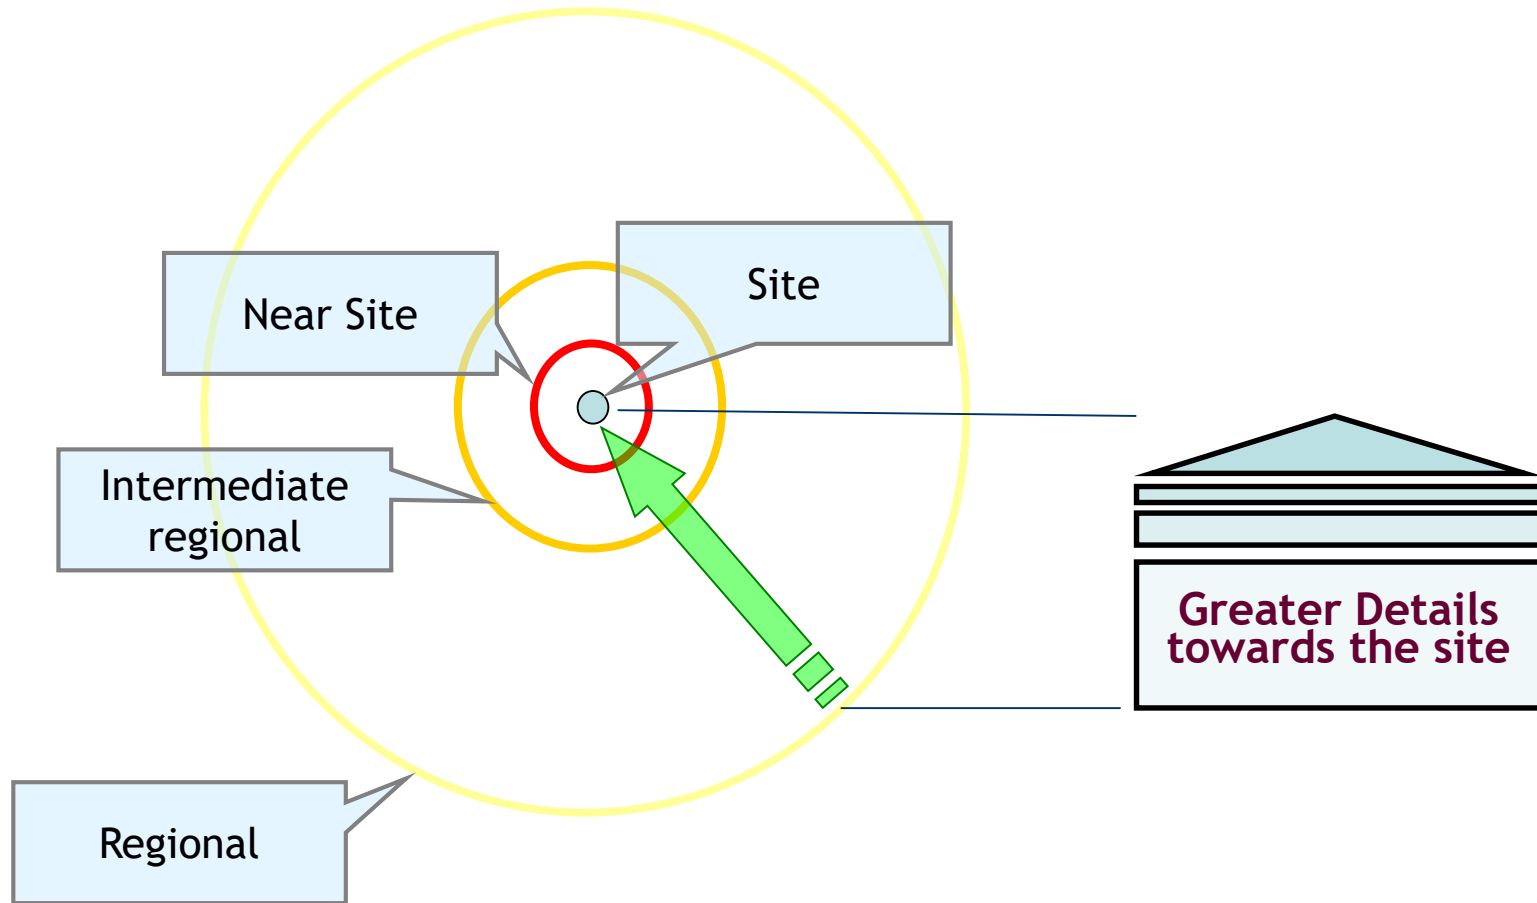 Site
Near Site
Intermediate
regional
Greater Details
towards the site
Regional